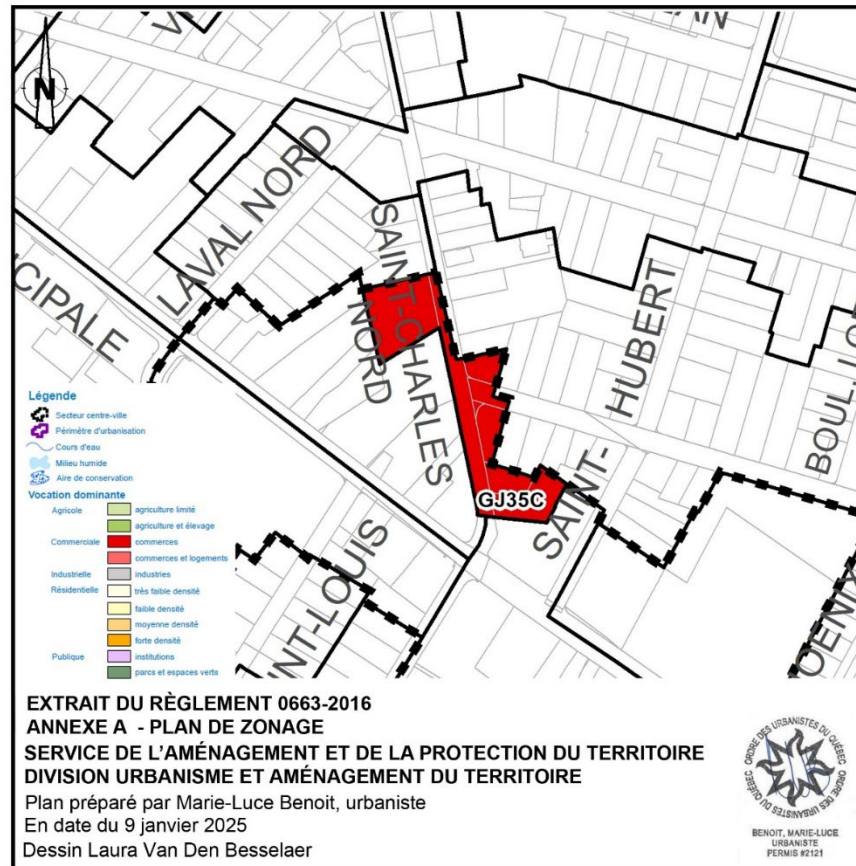 N
LAVAL NORD
SAINT-CHARLES
NORD
SAINT-
HUBERT
GJ35C
Légende
Secteur centre-ville
Périmètre d'urbanisation
Cours d'eau
Milieu humide
Aire de conservation
Vocation dominante
Agricole
agriculture limité
agriculture et élevage
Commerciale
commerces
commerces et logements
Industrielle
industries
Résidentielle
très faible densité
faible densité
moyenne densité
forte densité
Publique
institutions
parcs et espaces verts
EXTRAIT DU RÈGLEMENT 0663-2016
ANNEXE A - PLAN DE ZONAGE
SERVICE DE L'AMÉNAGEMENT ET DE LA PROTECTION DU TERRITOIRE
DIVISION URBANISME ET AMÉNAGEMENT DU TERRITOIRE
Plan préparé par Marie-Luce Benoit, urbaniste
En date du 9 janvier 2025
Dessin Laura Van Den Besselaer
ORDRE DES URBANISTES DU QUÉBEC ORDRE DES URBANISTES DU QUÉBEC
BENOIT, MARIE-LUCE
URBANISTE
PERMIS #2121